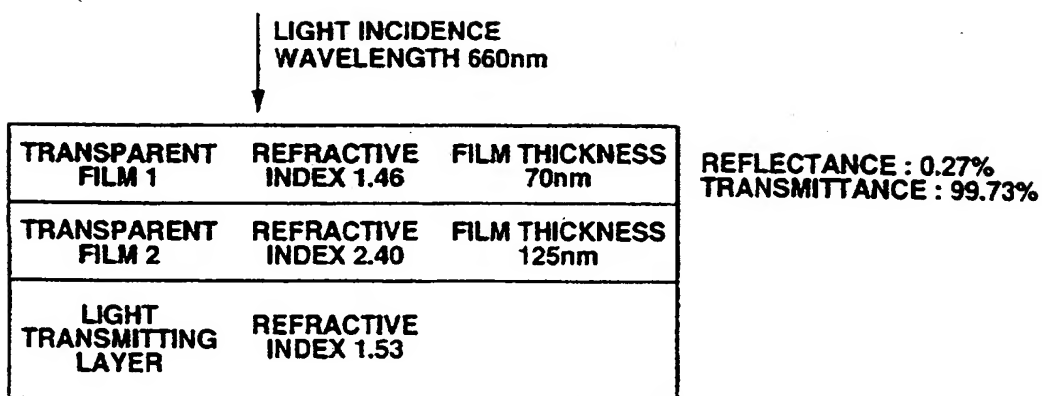 LIGHT INCIDENCE
WAVELENGTH 660nm
TRANSPARENT FILM 1
REFRACTIVE INDEX 1.46
FILM THICKNESS 70nm
REFLECTANCE : 0.27%
TRANSMITTANCE : 99.73%
TRANSPARENT FILM 2
REFRACTIVE INDEX 2.40
FILM THICKNESS 125nm
LIGHT TRANSMITTING LAYER
REFRACTIVE INDEX 1.53